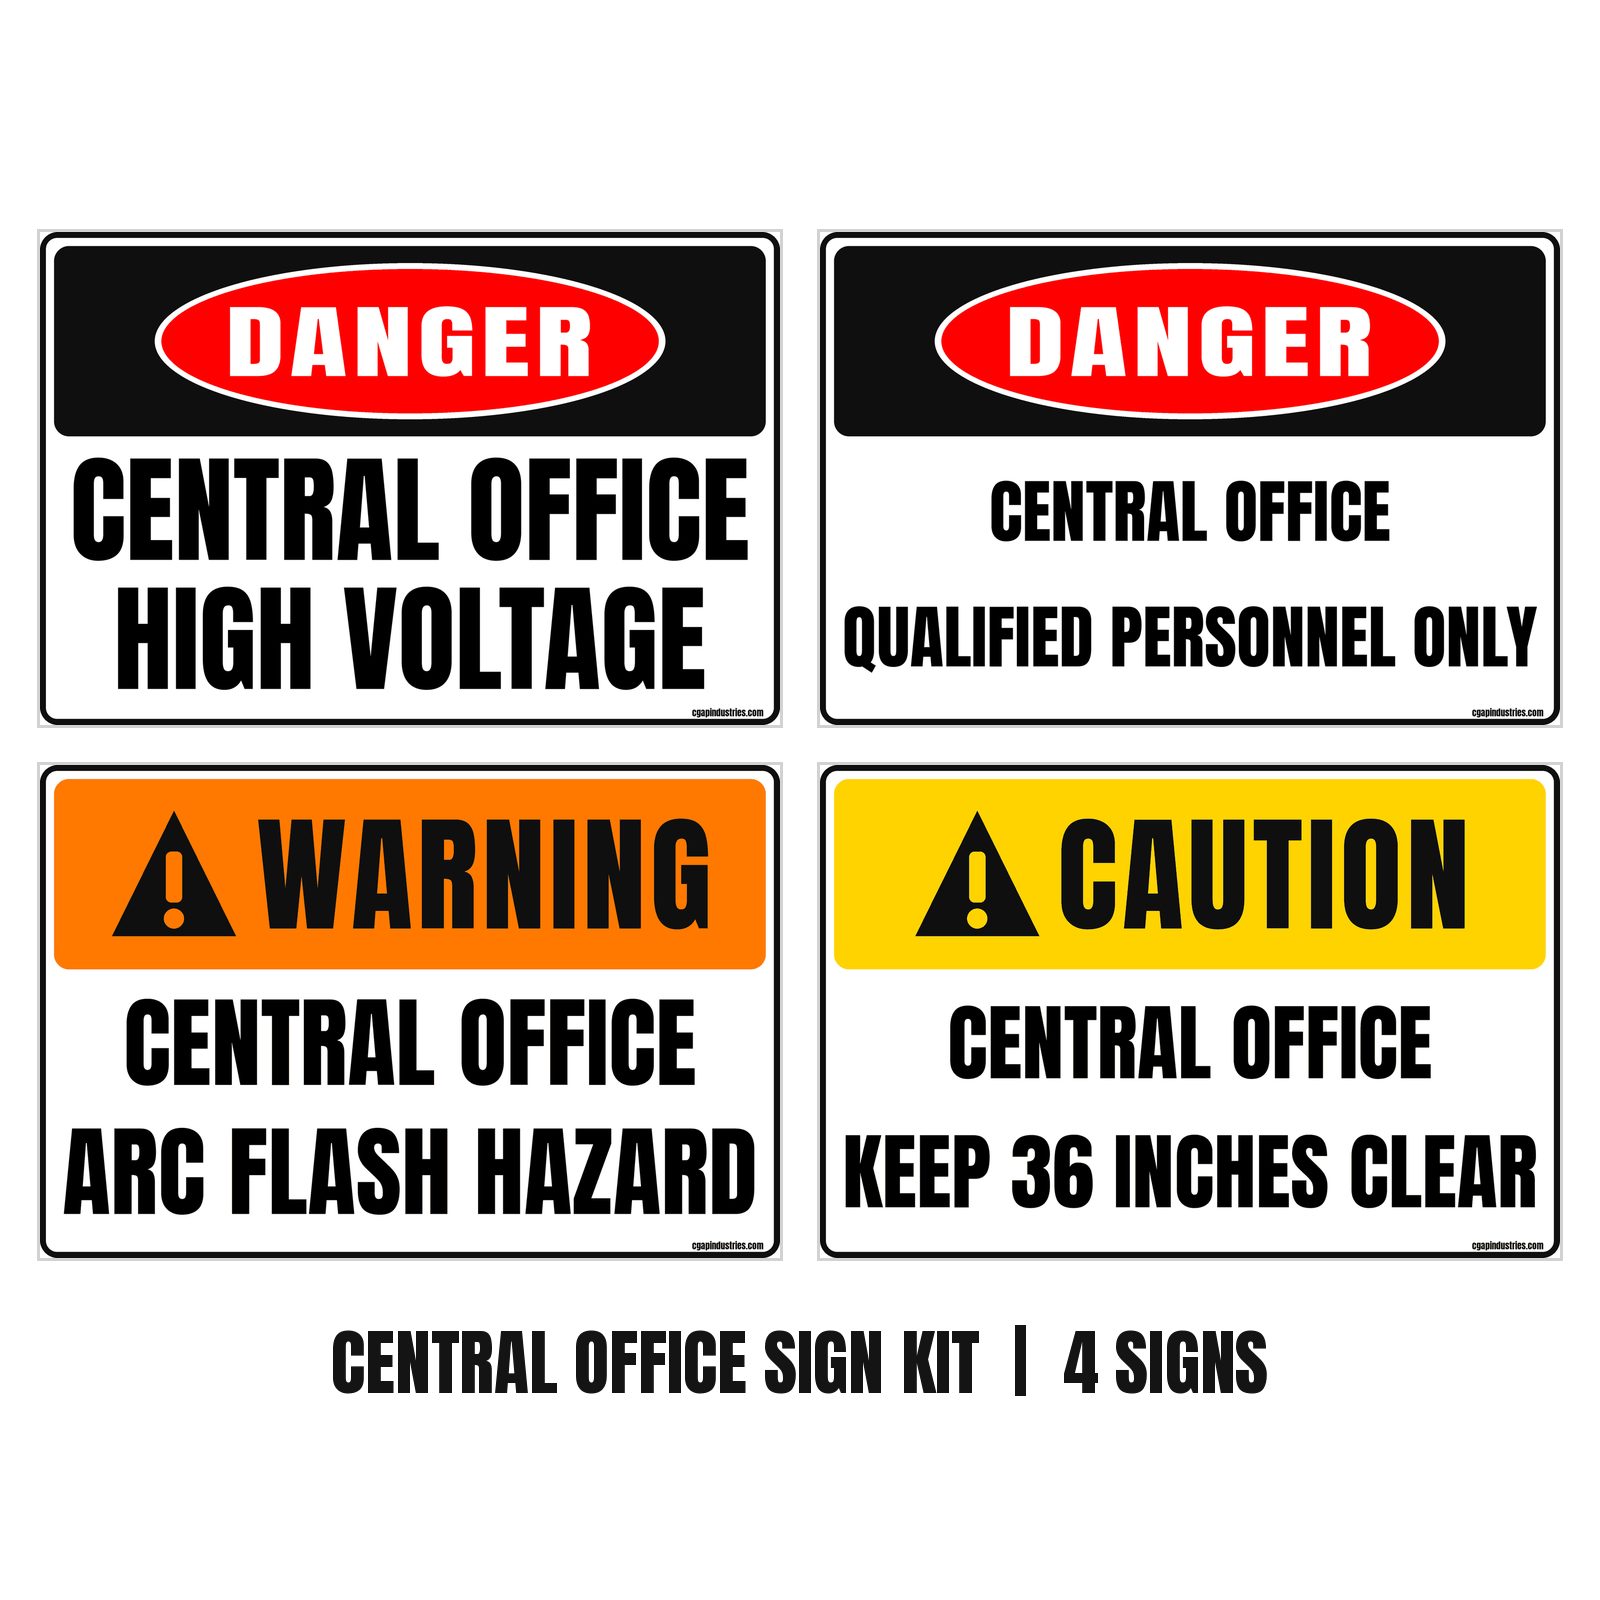 DANGER
CENTRAL OFFICE
HIGH VOLTAGE
cgapindustries.com
DANGER
CENTRAL OFFICE
QUALIFIED PERSONNEL ONLY
cgapindustries.com
WARNING
CENTRAL OFFICE
ARC FLASH HAZARD
cgapindustries.com
CAUTION
CENTRAL OFFICE
KEEP 36 INCHES CLEAR
cgapindustries.com
CENTRAL OFFICE SIGN KIT | 4 SIGNS